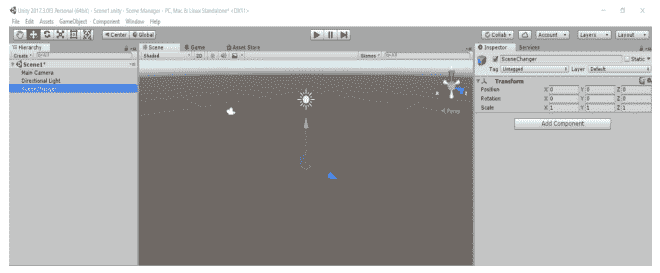 Unity 2017.3.0f3 Personal (64bit) - Scene1.unity - Scene Manager - PC, Mac & Linux Standalone* <DX11>
File Edit Assets GameObject Component Window Help
Center Global Collab Account Layers Layout
Hierarchy Scene Game Asset Store Inspector Services
Create Shaded 2D Gizmos SceneChanger Static
Scene1* Tag Untagged Layer Default
Main Camera Transform
Directional Light Position X 0 Y 0 Z 0
SceneChanger Rotation X 0 Y 0 Z 0
Persp Scale X 1 Y 1 Z 1
Add Component